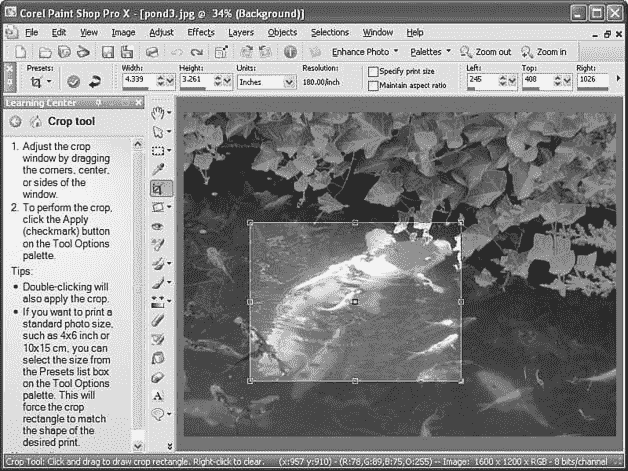 Corel Paint Shop Pro X - [pond3.jpg @ 34% (Background)]
File Edit View Image Adjust Effects Layers Objects Selections Window Help
Enhance Photo Palettes Zoom out Zoom in
Presets: Width: Height: Units: Resolution: Specify print size Left: Top: Right:
4.339 3.261 Inches 180.00/inch Maintain aspect ratio 245 408 1026
Learning Center
Crop tool
1. Adjust the crop
window by dragging
the corners, center,
or sides of the
window.
2. To perform the crop,
click the Apply
(checkmark) button
on the Tool Options
palette.
Tips:
• Double-clicking will
also apply the crop.
• If you want to print a
standard photo size,
such as 4x6 inch or
10x15 cm, you can
select the size from
the Presets list box
on the Tool Options
palette. This will
force the crop
rectangle to match
the shape of the
desired print.
A
Crop Tool: Click and drag to draw crop rectangle. Right-click to clear. (x:957 y:910) - (R:78,G:89,B:75,O:255) -- Image: 1600 x 1200 x RGB - 8 bits/channel